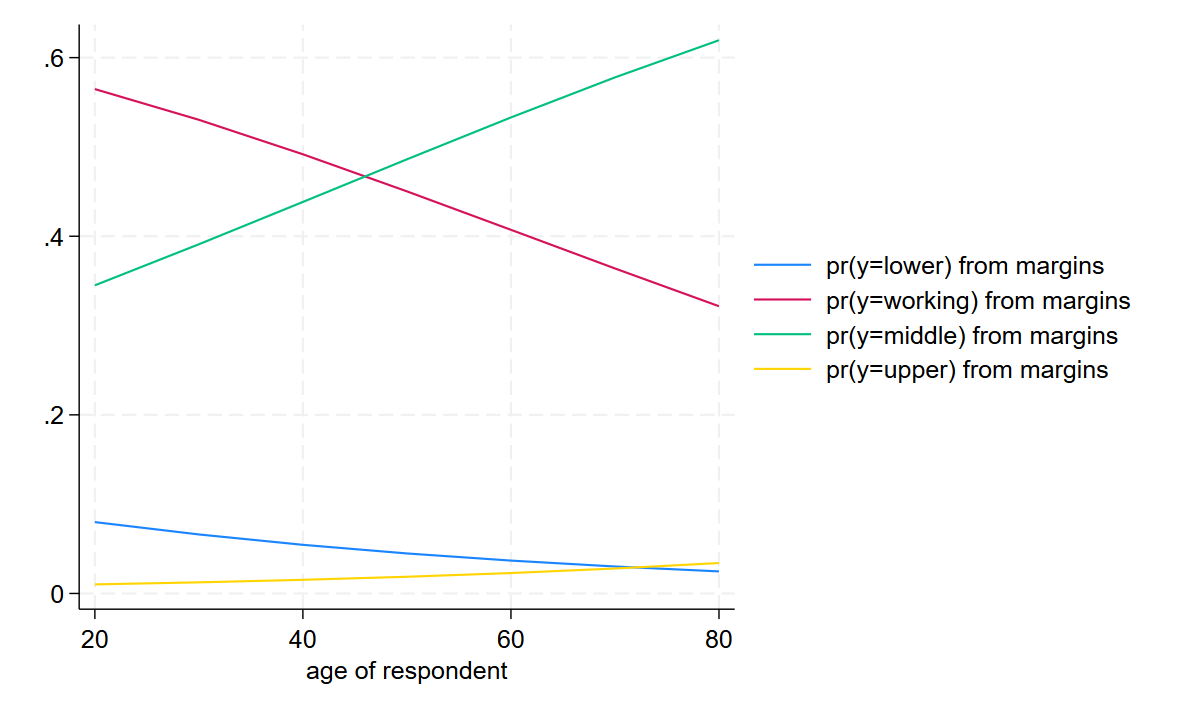 .6
.4
.2
0
20 40 60 80
age of respondent
pr(y=lower) from margins
pr(y=working) from margins
pr(y=middle) from margins
pr(y=upper) from margins